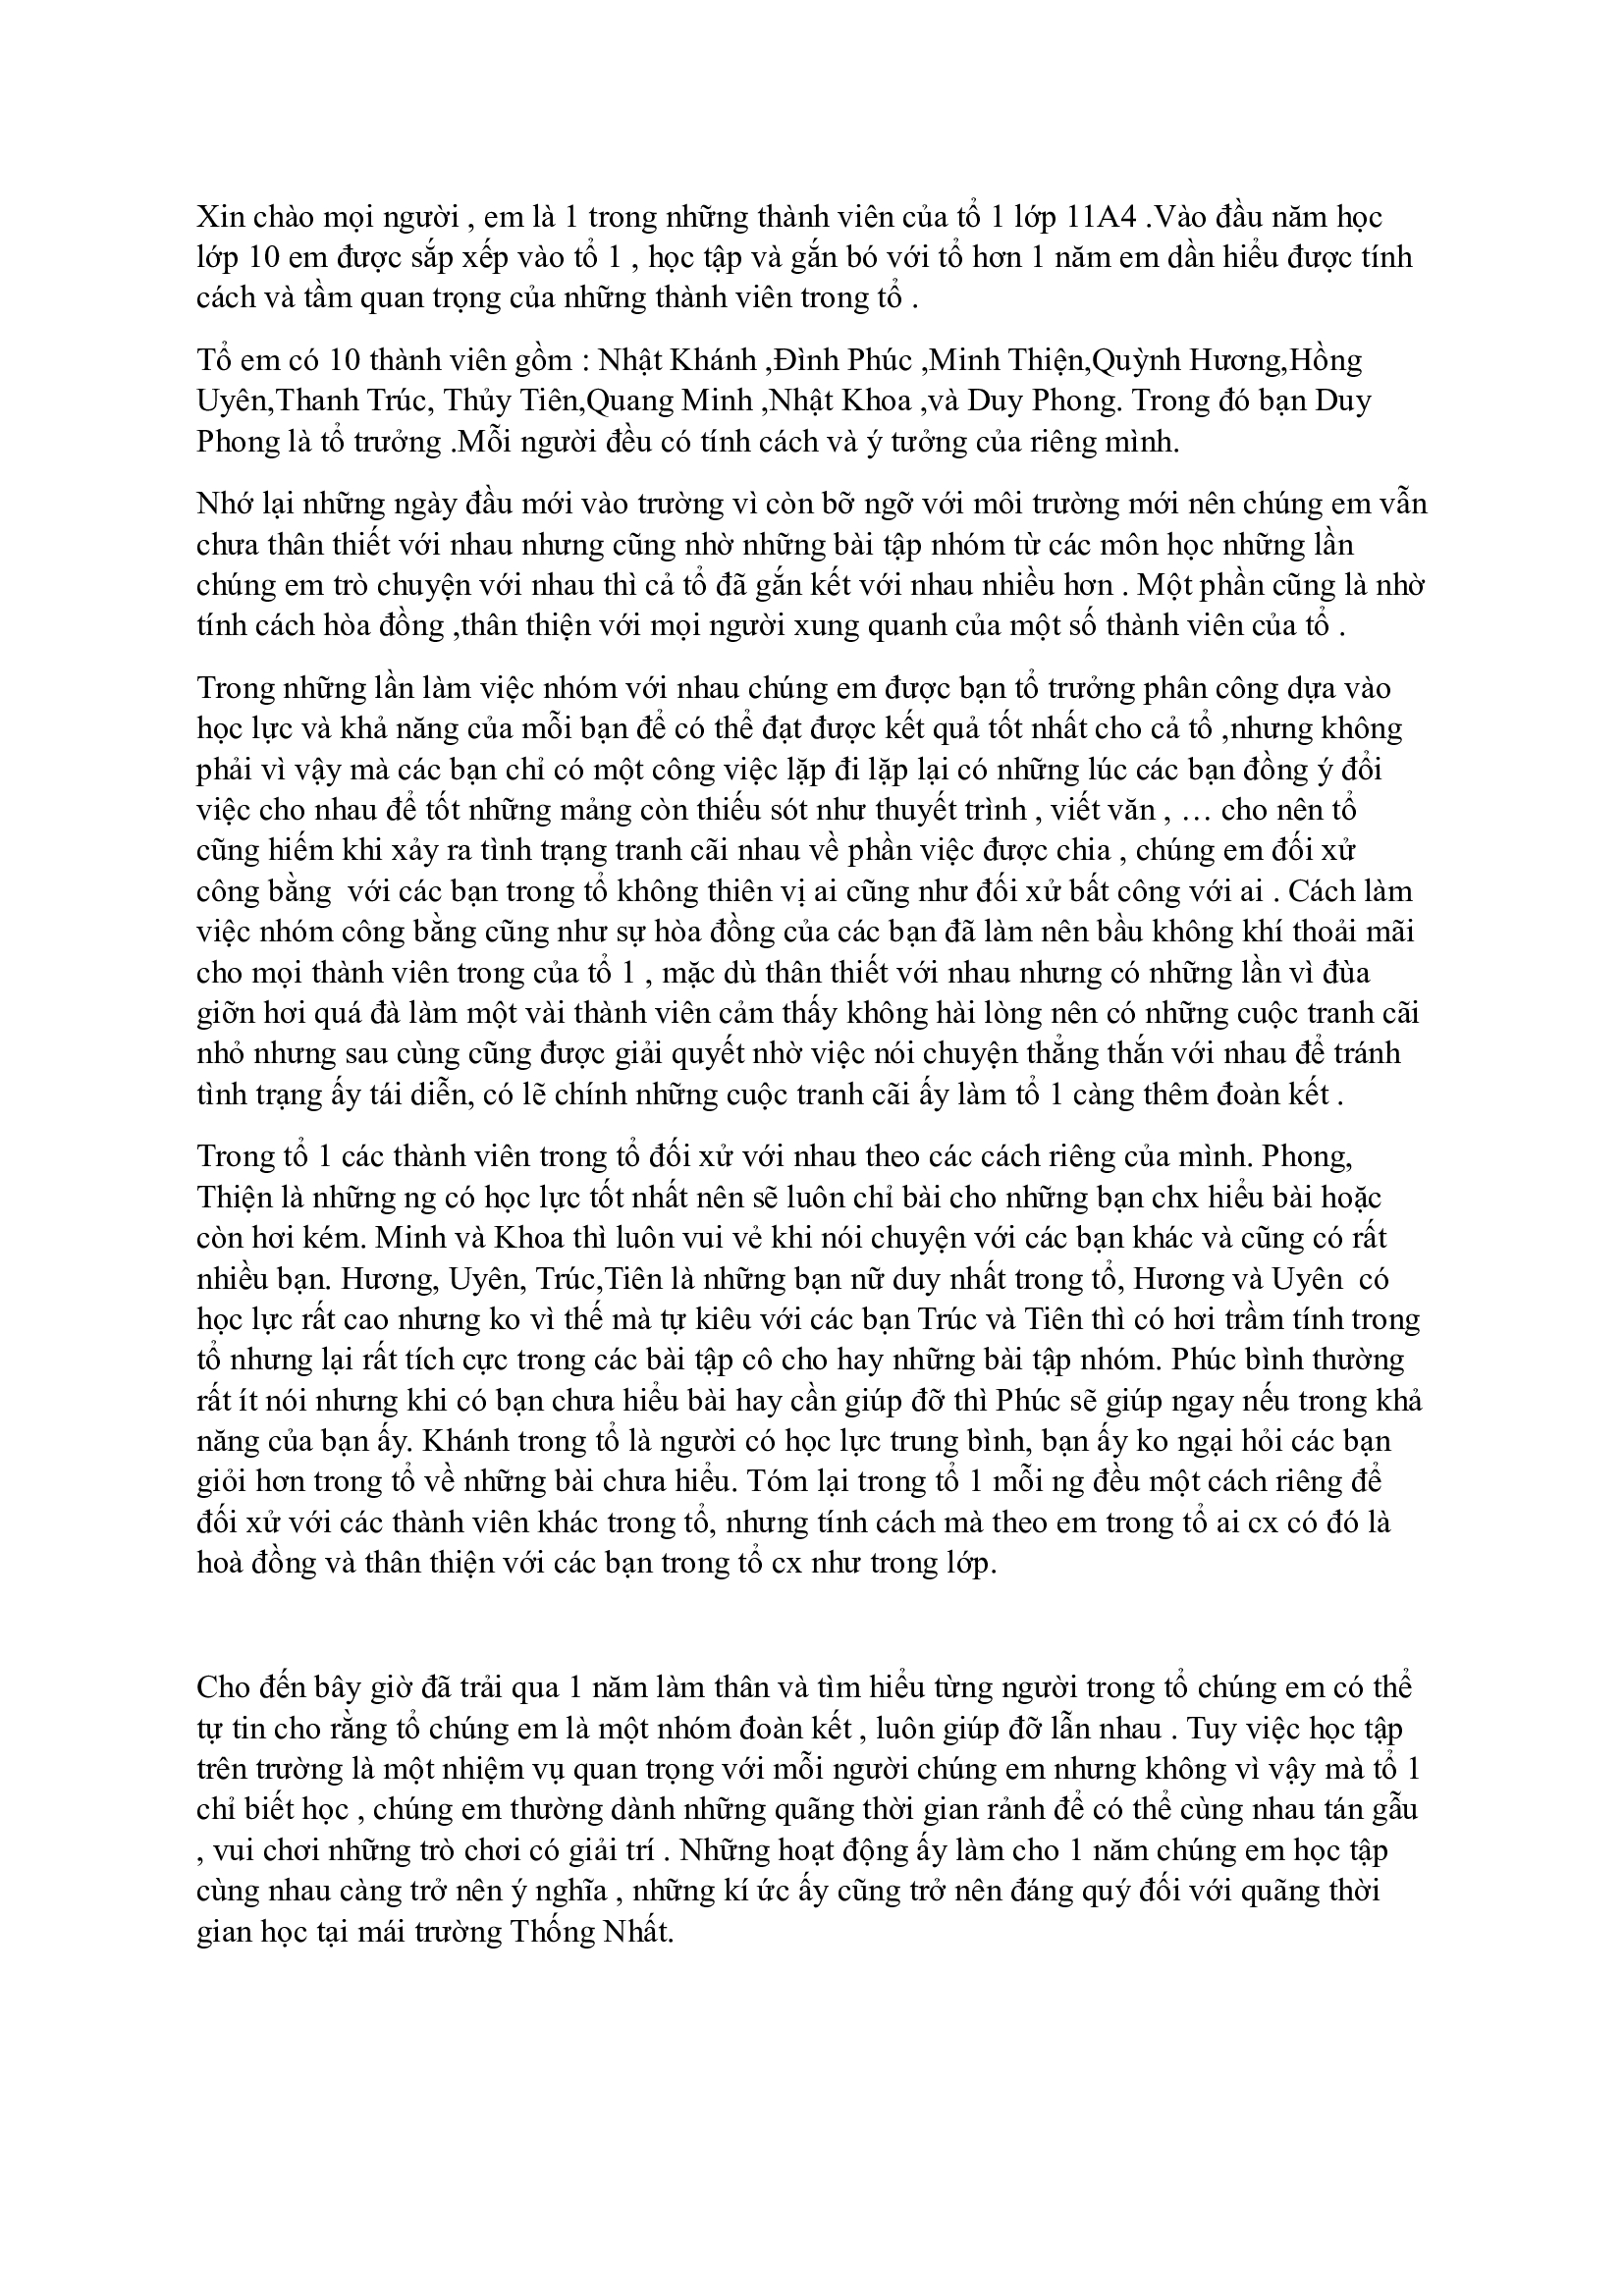 Xin chào mọi người , em là 1 trong những thành viên của tổ 1 lớp 11A4 .Vào đầu năm học
lớp 10 em được sắp xếp vào tổ 1 , học tập và gắn bó với tổ hơn 1 năm em dần hiểu được tính
cách và tầm quan trọng của những thành viên trong tổ .
Tổ em có 10 thành viên gồm : Nhật Khánh ,Đình Phúc ,Minh Thiện,Quỳnh Hương,Hồng
Uyên,Thanh Trúc, Thủy Tiên,Quang Minh ,Nhật Khoa ,và Duy Phong. Trong đó bạn Duy
Phong là tổ trưởng .Mỗi người đều có tính cách và ý tưởng của riêng mình.
Nhớ lại những ngày đầu mới vào trường vì còn bỡ ngỡ với môi trường mới nên chúng em vẫn
chưa thân thiết với nhau nhưng cũng nhờ những bài tập nhóm từ các môn học những lần
chúng em trò chuyện với nhau thì cả tổ đã gắn kết với nhau nhiều hơn . Một phần cũng là nhờ
tính cách hòa đồng ,thân thiện với mọi người xung quanh của một số thành viên của tổ .
Trong những lần làm việc nhóm với nhau chúng em được bạn tổ trưởng phân công dựa vào
học lực và khả năng của mỗi bạn để có thể đạt được kết quả tốt nhất cho cả tổ ,nhưng không
phải vì vậy mà các bạn chỉ có một công việc lặp đi lặp lại có những lúc các bạn đồng ý đổi
việc cho nhau để tốt những mảng còn thiếu sót như thuyết trình , viết văn , … cho nên tổ
cũng hiếm khi xảy ra tình trạng tranh cãi nhau về phần việc được chia , chúng em đối xử
công bằng  với các bạn trong tổ không thiên vị ai cũng như đối xử bất công với ai . Cách làm
việc nhóm công bằng cũng như sự hòa đồng của các bạn đã làm nên bầu không khí thoải mãi
cho mọi thành viên trong của tổ 1 , mặc dù thân thiết với nhau nhưng có những lần vì đùa
giỡn hơi quá đà làm một vài thành viên cảm thấy không hài lòng nên có những cuộc tranh cãi
nhỏ nhưng sau cùng cũng được giải quyết nhờ việc nói chuyện thẳng thắn với nhau để tránh
tình trạng ấy tái diễn, có lẽ chính những cuộc tranh cãi ấy làm tổ 1 càng thêm đoàn kết .
Trong tổ 1 các thành viên trong tổ đối xử với nhau theo các cách riêng của mình. Phong,
Thiện là những ng có học lực tốt nhất nên sẽ luôn chỉ bài cho những bạn chx hiểu bài hoặc
còn hơi kém. Minh và Khoa thì luôn vui vẻ khi nói chuyện với các bạn khác và cũng có rất
nhiều bạn. Hương, Uyên, Trúc,Tiên là những bạn nữ duy nhất trong tổ, Hương và Uyên  có
học lực rất cao nhưng ko vì thế mà tự kiêu với các bạn Trúc và Tiên thì có hơi trầm tính trong
tổ nhưng lại rất tích cực trong các bài tập cô cho hay những bài tập nhóm. Phúc bình thường
rất ít nói nhưng khi có bạn chưa hiểu bài hay cần giúp đỡ thì Phúc sẽ giúp ngay nếu trong khả
năng của bạn ấy. Khánh trong tổ là người có học lực trung bình, bạn ấy ko ngại hỏi các bạn
giỏi hơn trong tổ về những bài chưa hiểu. Tóm lại trong tổ 1 mỗi ng đều một cách riêng để
đối xử với các thành viên khác trong tổ, nhưng tính cách mà theo em trong tổ ai cx có đó là
hoà đồng và thân thiện với các bạn trong tổ cx như trong lớp.
Cho đến bây giờ đã trải qua 1 năm làm thân và tìm hiểu từng người trong tổ chúng em có thể
tự tin cho rằng tổ chúng em là một nhóm đoàn kết , luôn giúp đỡ lẫn nhau . Tuy việc học tập
trên trường là một nhiệm vụ quan trọng với mỗi người chúng em nhưng không vì vậy mà tổ 1
chỉ biết học , chúng em thường dành những quãng thời gian rảnh để có thể cùng nhau tán gẫu
, vui chơi những trò chơi có giải trí . Những hoạt động ấy làm cho 1 năm chúng em học tập
cùng nhau càng trở nên ý nghĩa , những kí ức ấy cũng trở nên đáng quý đối với quãng thời
gian học tại mái trường Thống Nhất.